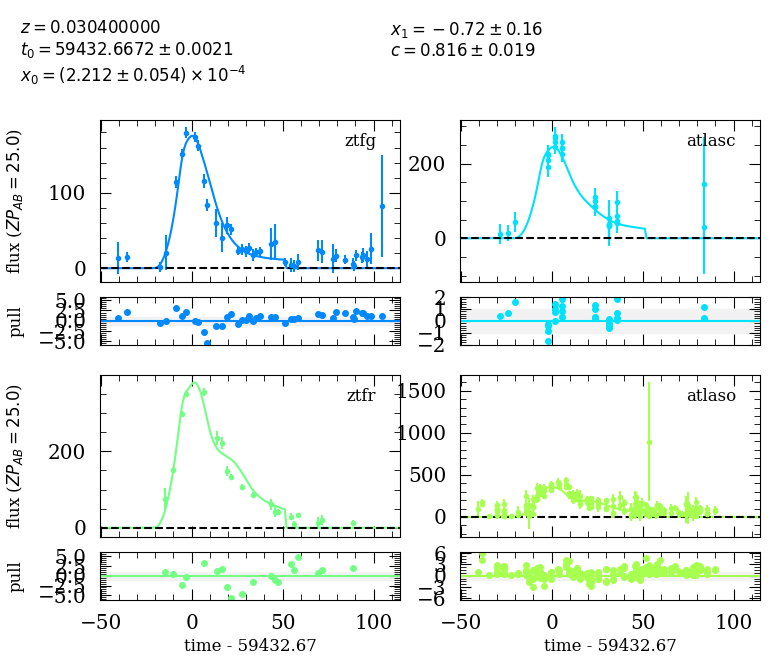 z = 0.030400000
t₀ = 59432.6672 ± 0.0021
x₀ = (2.212 ± 0.054) × 10⁻⁴
x₁ = −0.72 ± 0.16
c = 0.816 ± 0.019
ztfg
flux (ZP_AB = 25.0)
100
0
atlasc
200
0
pull
5.0
2.5
0.0
−2.5
−5.0
2
1
0
−1
−2
ztfr
flux (ZP_AB = 25.0)
200
0
atlaso
1500
1000
500
0
pull
5.0
2.5
0.0
−2.5
−5.0
6
3
0
−3
−6
−50 0 50 100
−50 0 50 100
time - 59432.67
time - 59432.67